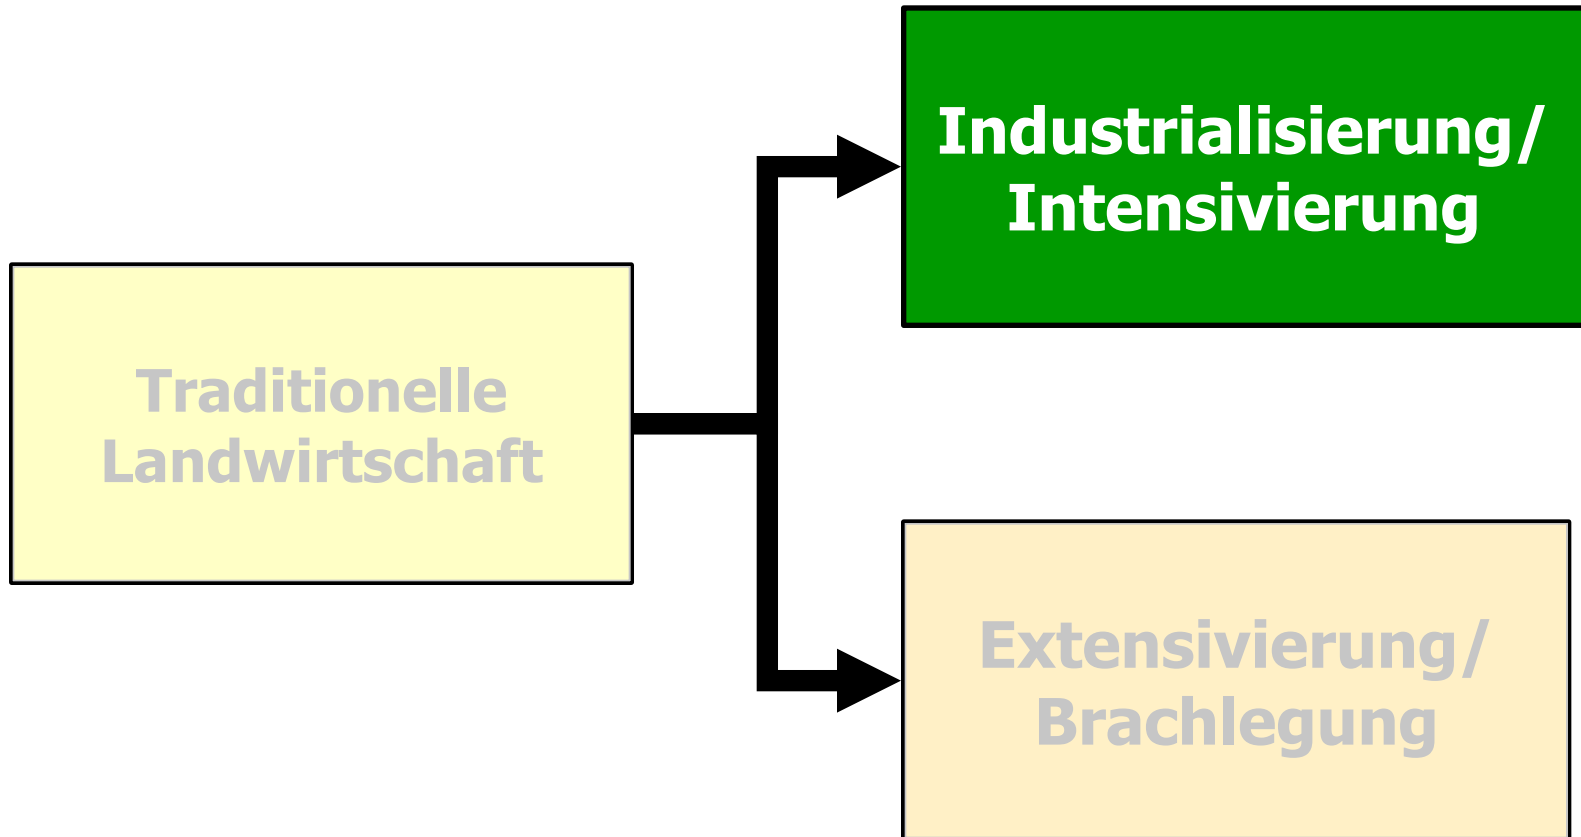 Industrialisierung/
Intensivierung
Traditionelle
Landwirtschaft
Extensivierung/
Brachlegung